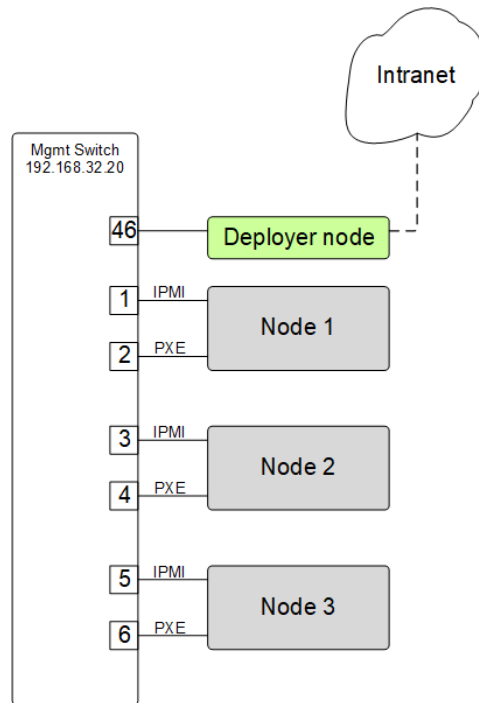 Intranet
Mgmt Switch
192.168.32.20
46
Deployer node
1
IPMI
Node 1
2
PXE
3
IPMI
Node 2
4
PXE
5
IPMI
Node 3
6
PXE